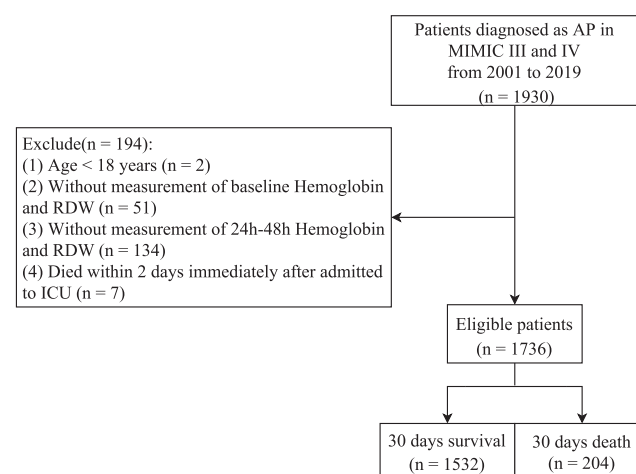 Patients diagnosed as AP in
MIMIC III and IV
from 2001 to 2019
(n = 1930)
Exclude(n = 194):
(1) Age < 18 years (n = 2)
(2) Without measurement of baseline Hemoglobin
and RDW (n = 51)
(3) Without measurement of 24h-48h Hemoglobin
and RDW (n = 134)
(4) Died within 2 days immediately after admitted
to ICU (n = 7)
Eligible patients
(n = 1736)
30 days survival
(n = 1532)
30 days death
(n = 204)